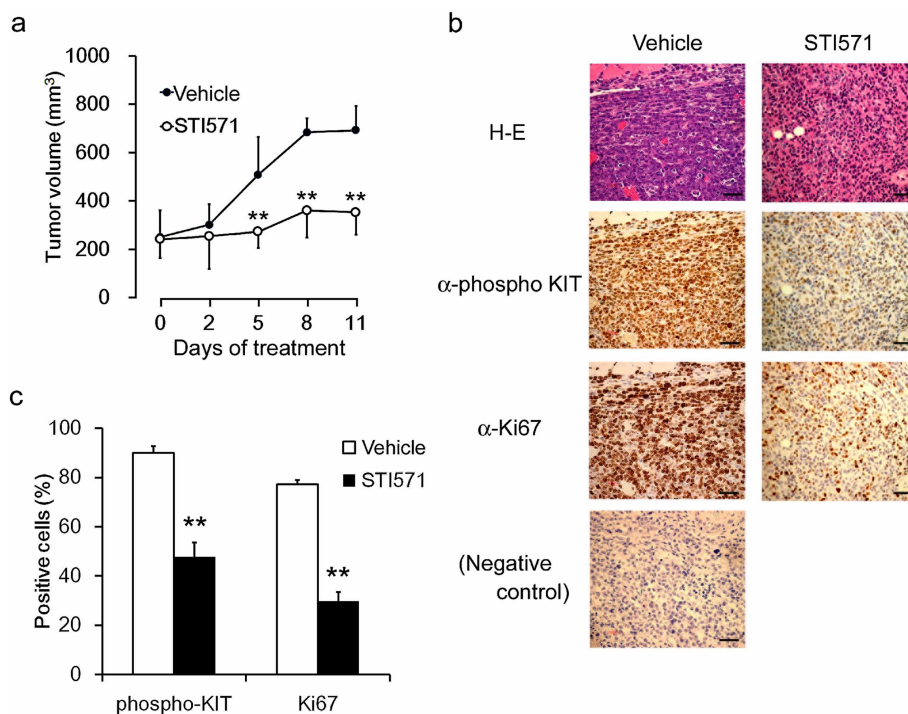 a
Tumor volume (mm³)
1000
800
600
400
200
0
Vehicle
STI571
**
**
**
0 2 5 8 11
Days of treatment
b
Vehicle STI571
H-E
α-phospho KIT
α-Ki67
(Negative
control)
c
Positive cells (%)
100
80
60
40
20
0
Vehicle
STI571
**
**
phospho-KIT Ki67